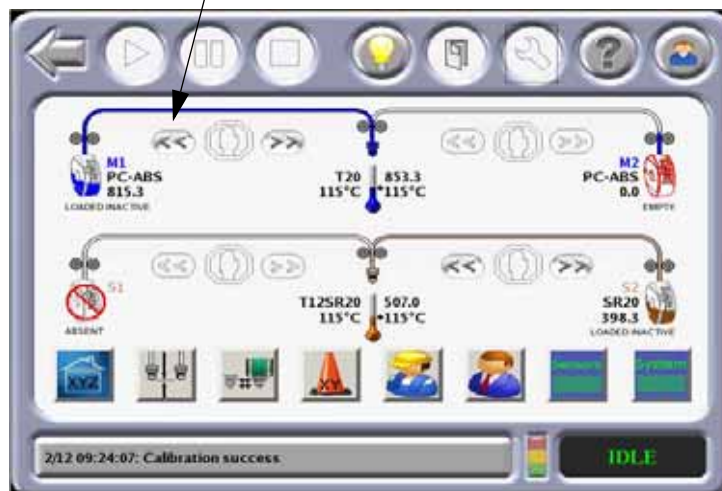 M1
PC-ABS
815.3
LOADED INACTIVE
T20 853.3
115°C 115°C
M2
PC-ABS
0.0
EMPTY
S1
ABSENT
T12SR20 507.0
115°C 115°C
S2
SR20
398.3
LOADED INACTIVE
XYZ
XY
Sensors
System
2/12 09:24:07: Calibration success
IDLE